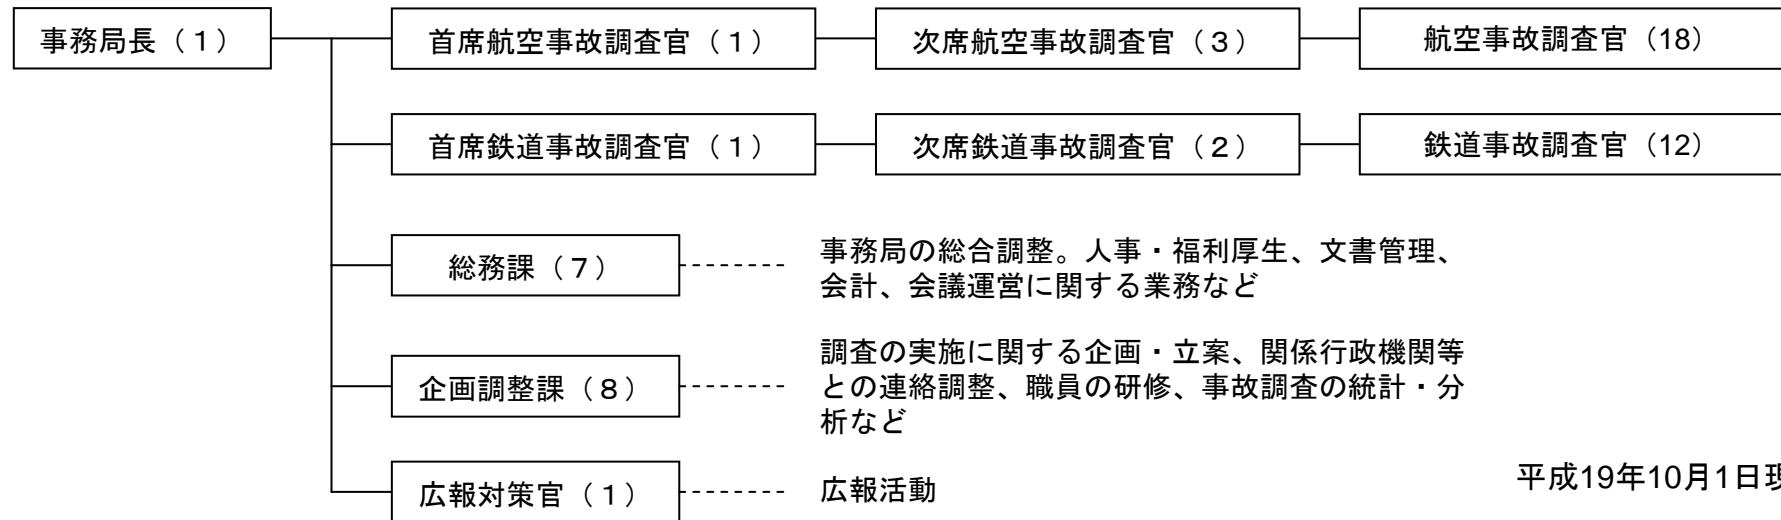 事務局長（１）
首席航空事故調査官（１）
次席航空事故調査官（３）
航空事故調査官（18）
首席鉄道事故調査官（１）
次席鉄道事故調査官（２）
鉄道事故調査官（12）
総務課（７）
事務局の総合調整。人事・福利厚生、文書管理、
会計、会議運営に関する業務など
企画調整課（８）
調査の実施に関する企画・立案、関係行政機関等
との連絡調整、職員の研修、事故調査の統計・分
析など
広報対策官（１）
広報活動
平成19年10月1日現